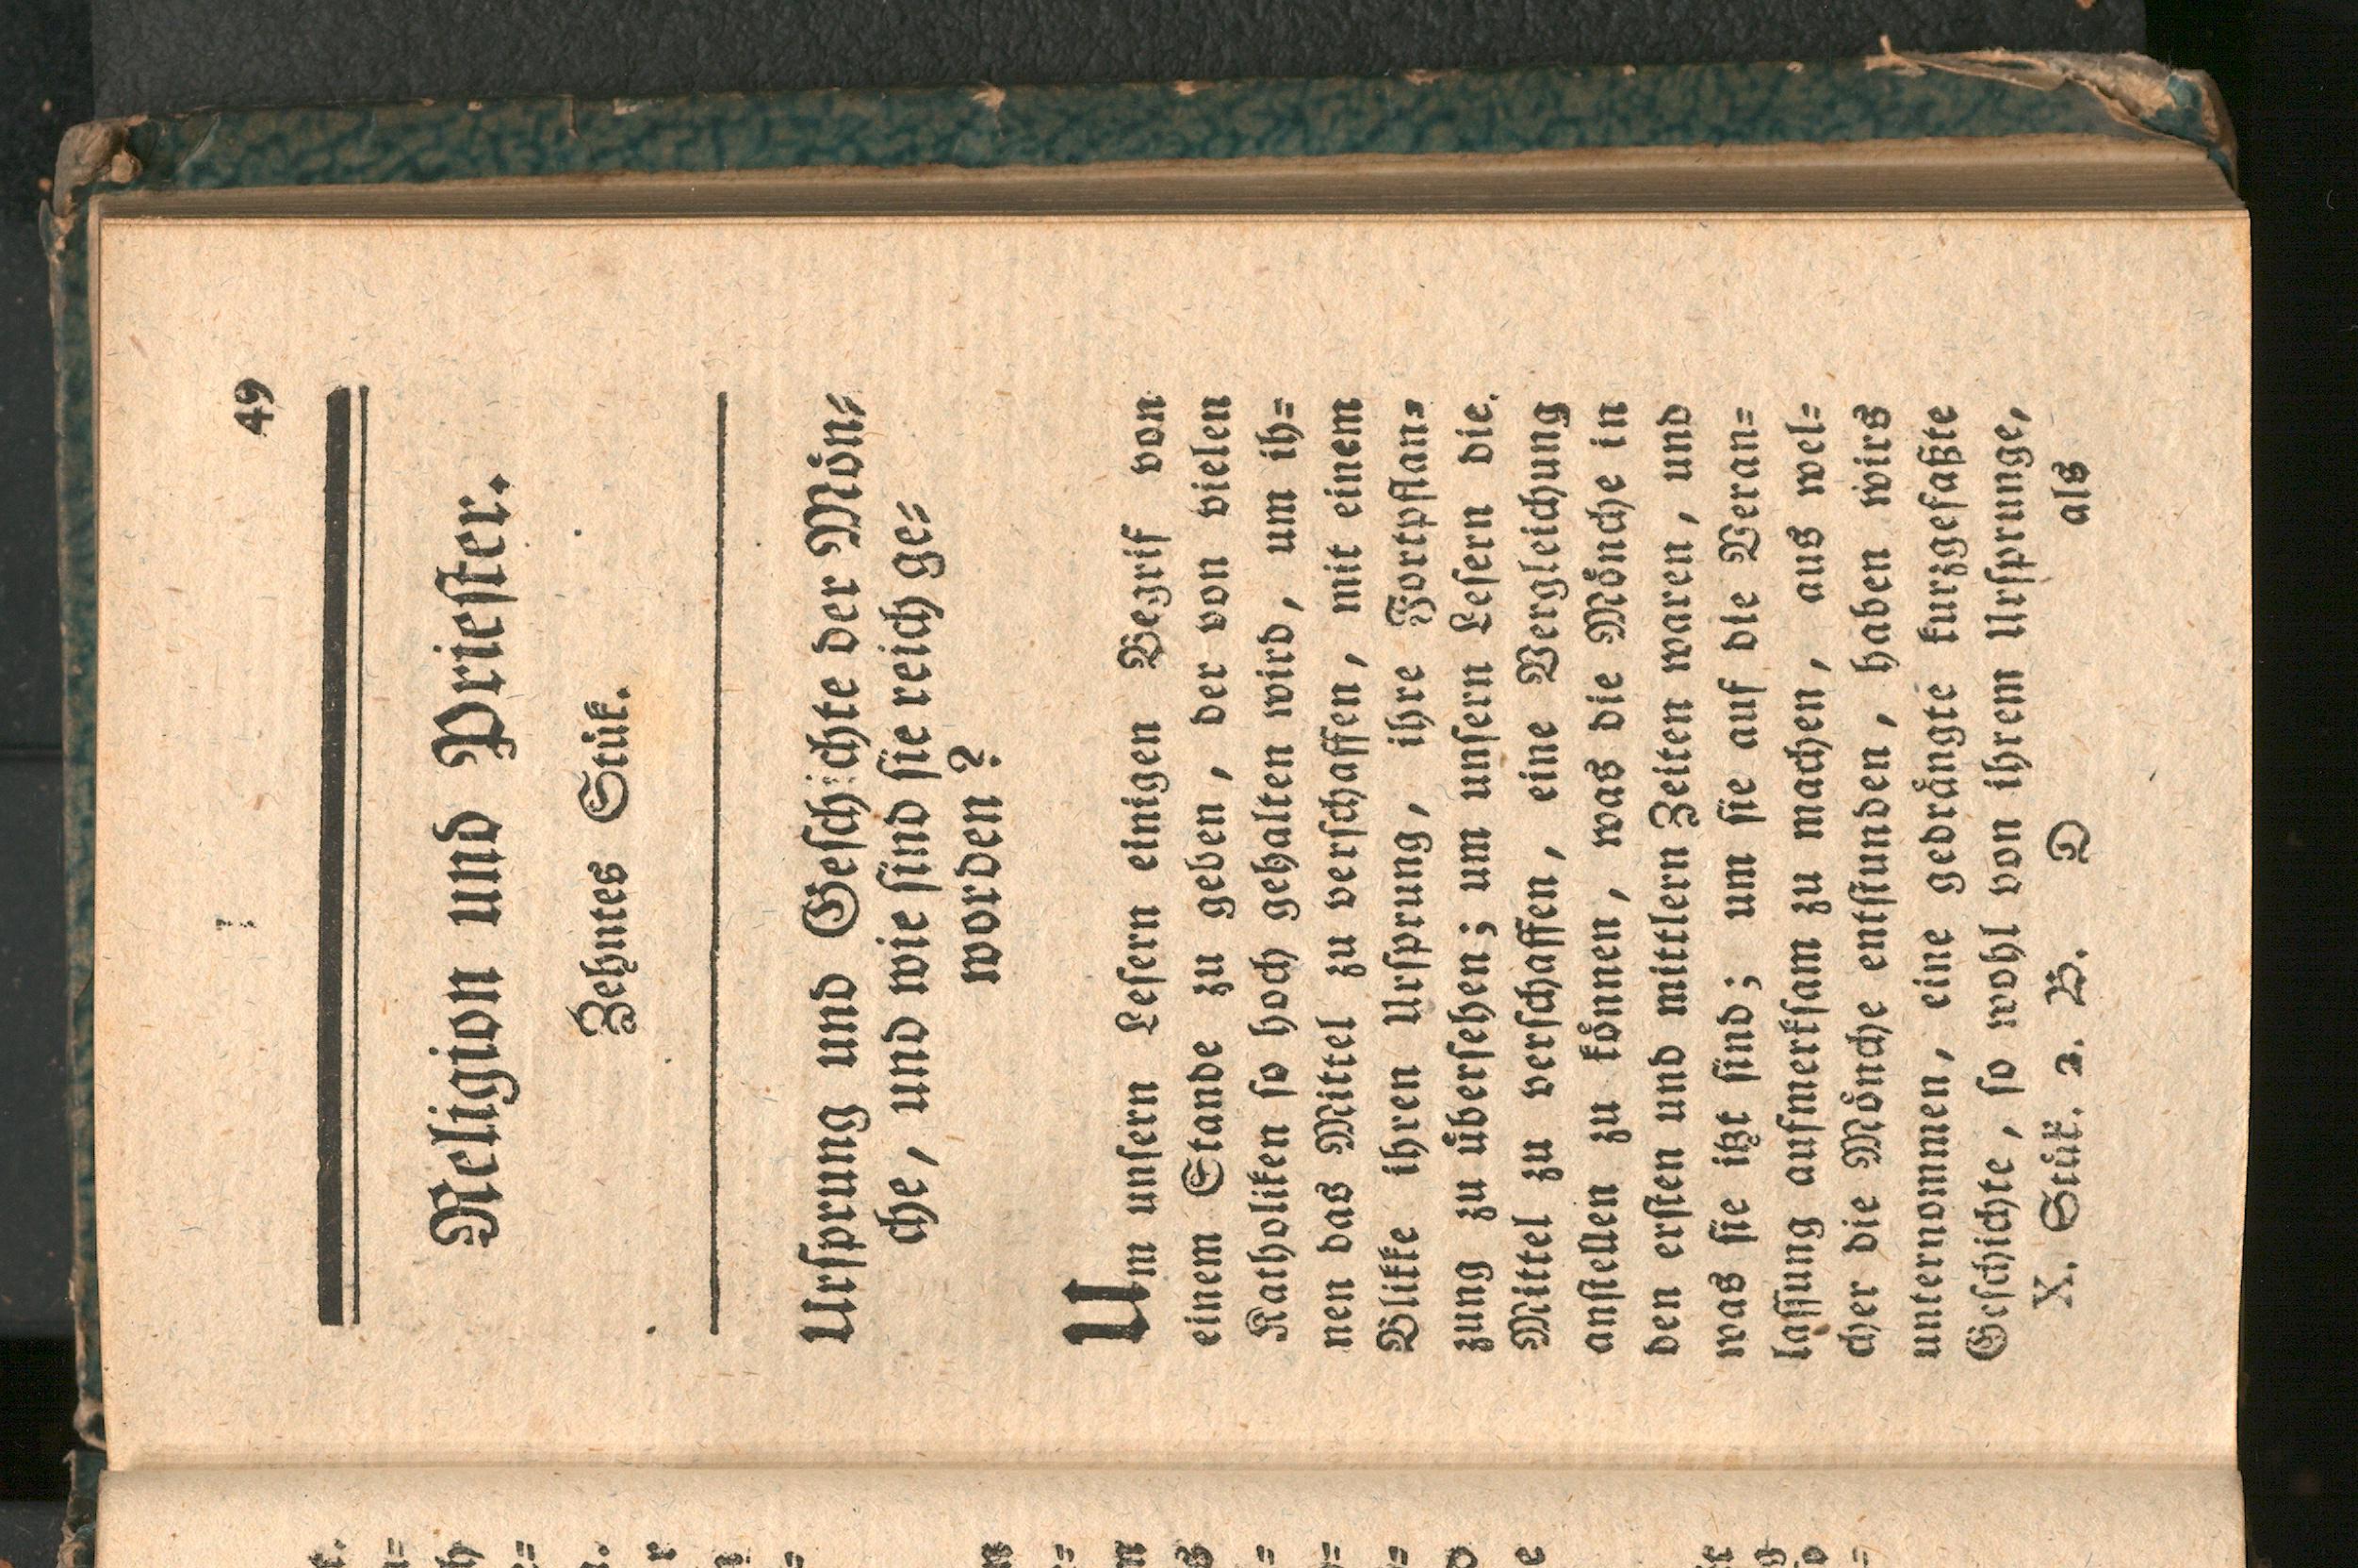 49
Religion und Priester.
Zehntes Stük.
Ursprung und Geschichte der Mön=
che, und wie sind sie reich ge=
worden?
Um unsern Lesern einigen Begrif von
einem Stande zu geben, der von vielen
Katholiken so hoch gehalten wird, um ih=
nen das Mittel zu verschaffen, mit einem
Blikke ihren Ursprung, ihre Fortpflan=
zung zu übersehen; um unsern Lesern die
Mittel zu verschaffen, eine Vergleichung
anstellen zu können, was die Mönche in
den ersten und mittlern Zeiten waren, und
was sie itzt sind; um sie auf die Veran=
lassung aufmerksam zu machen, aus wel=
cher die Mönche entstunden, haben wirs
unternommen, eine gedrängte kurzgefaßte
Geschichte, so wohl von ihrem Ursprunge,
X. Stük. 2. B. D als